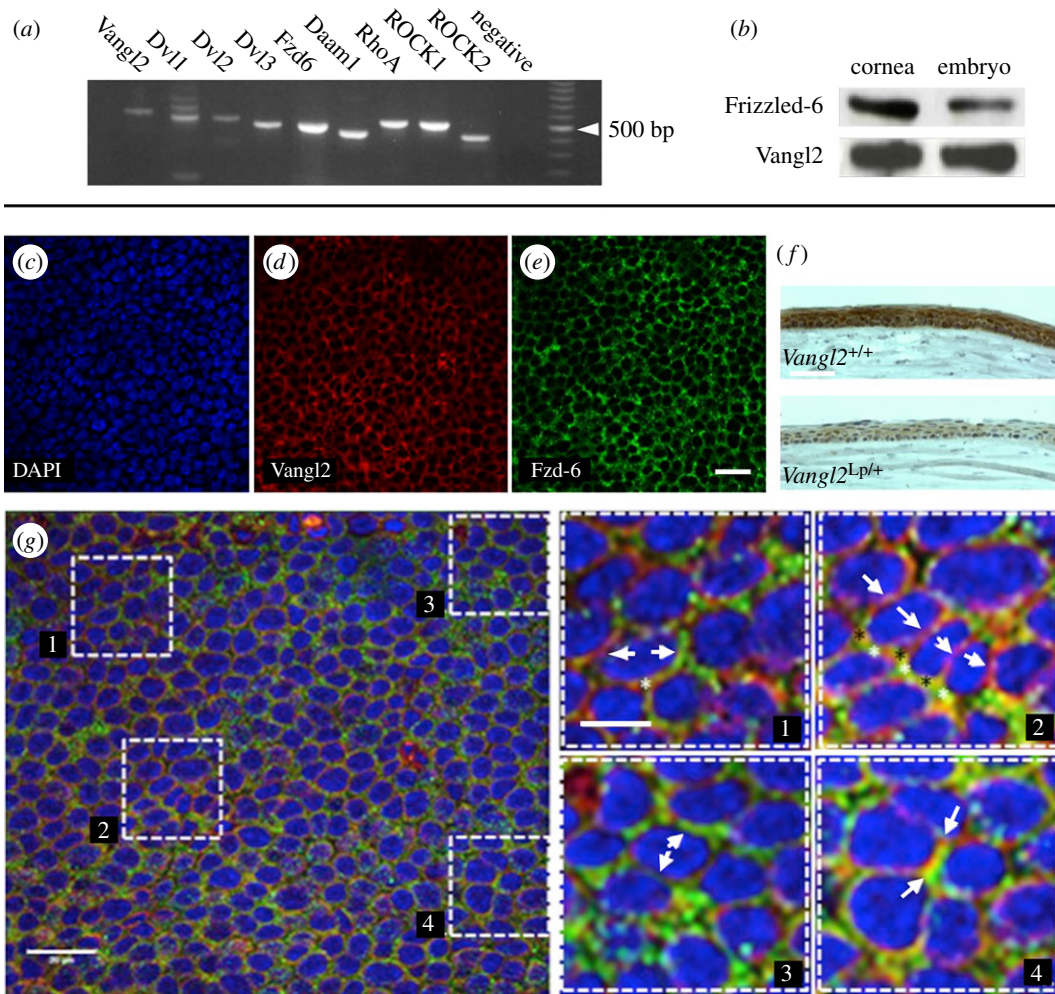 (a)
Vangl2 Dvl1 Dvl2 Dvl3 Fzd6 Daam1 RhoA ROCK1 ROCK2 negative
500 bp
(b)
cornea embryo
Frizzled-6
Vangl2
(c)
DAPI
(d)
Vangl2
(e)
Fzd-6
(f)
Vangl2+/+
Vangl2Lp/+
(g)
1
2
3
4
1
2
3
4